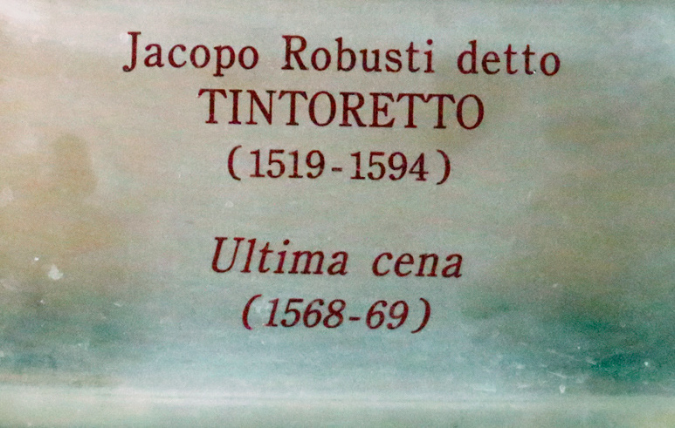 Jacopo Robusti detto
TINTORETTO
(1519-1594)
Ultima cena
(1568-69)